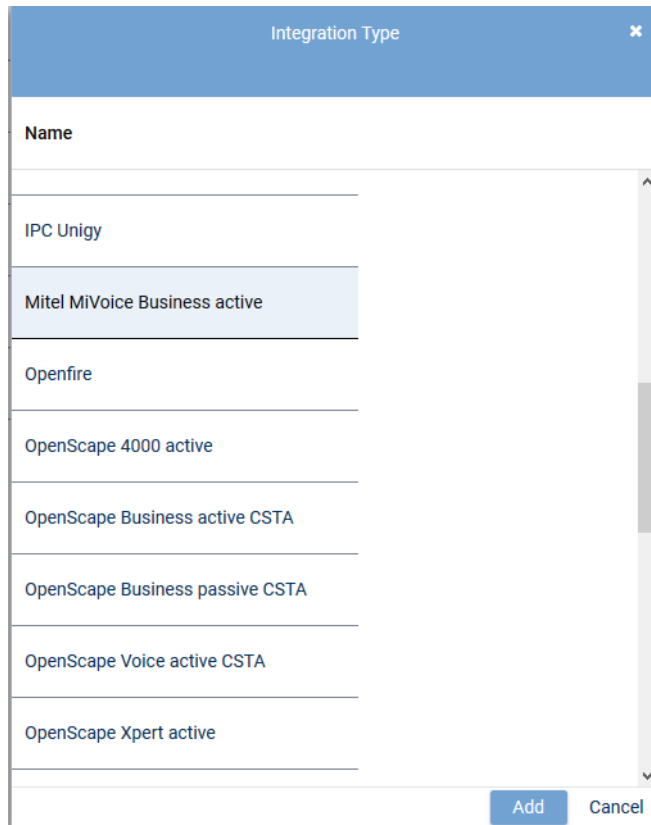 Integration Type
Name
IPC Unigy
Mitel MiVoice Business active
Openfire
OpenScape 4000 active
OpenScape Business active CSTA
OpenScape Business passive CSTA
OpenScape Voice active CSTA
OpenScape Xpert active
Add Cancel